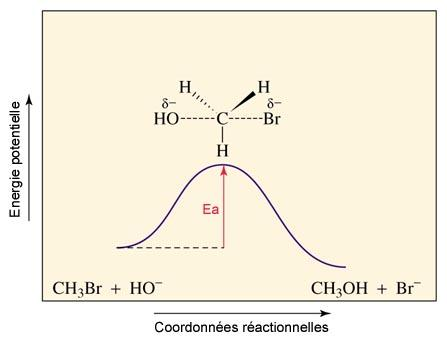 Energie potentielle
H H
δ− δ−
HO C Br
H
Ea
CH₃Br + HO⁻
CH₃OH + Br⁻
Coordonnées réactionnelles